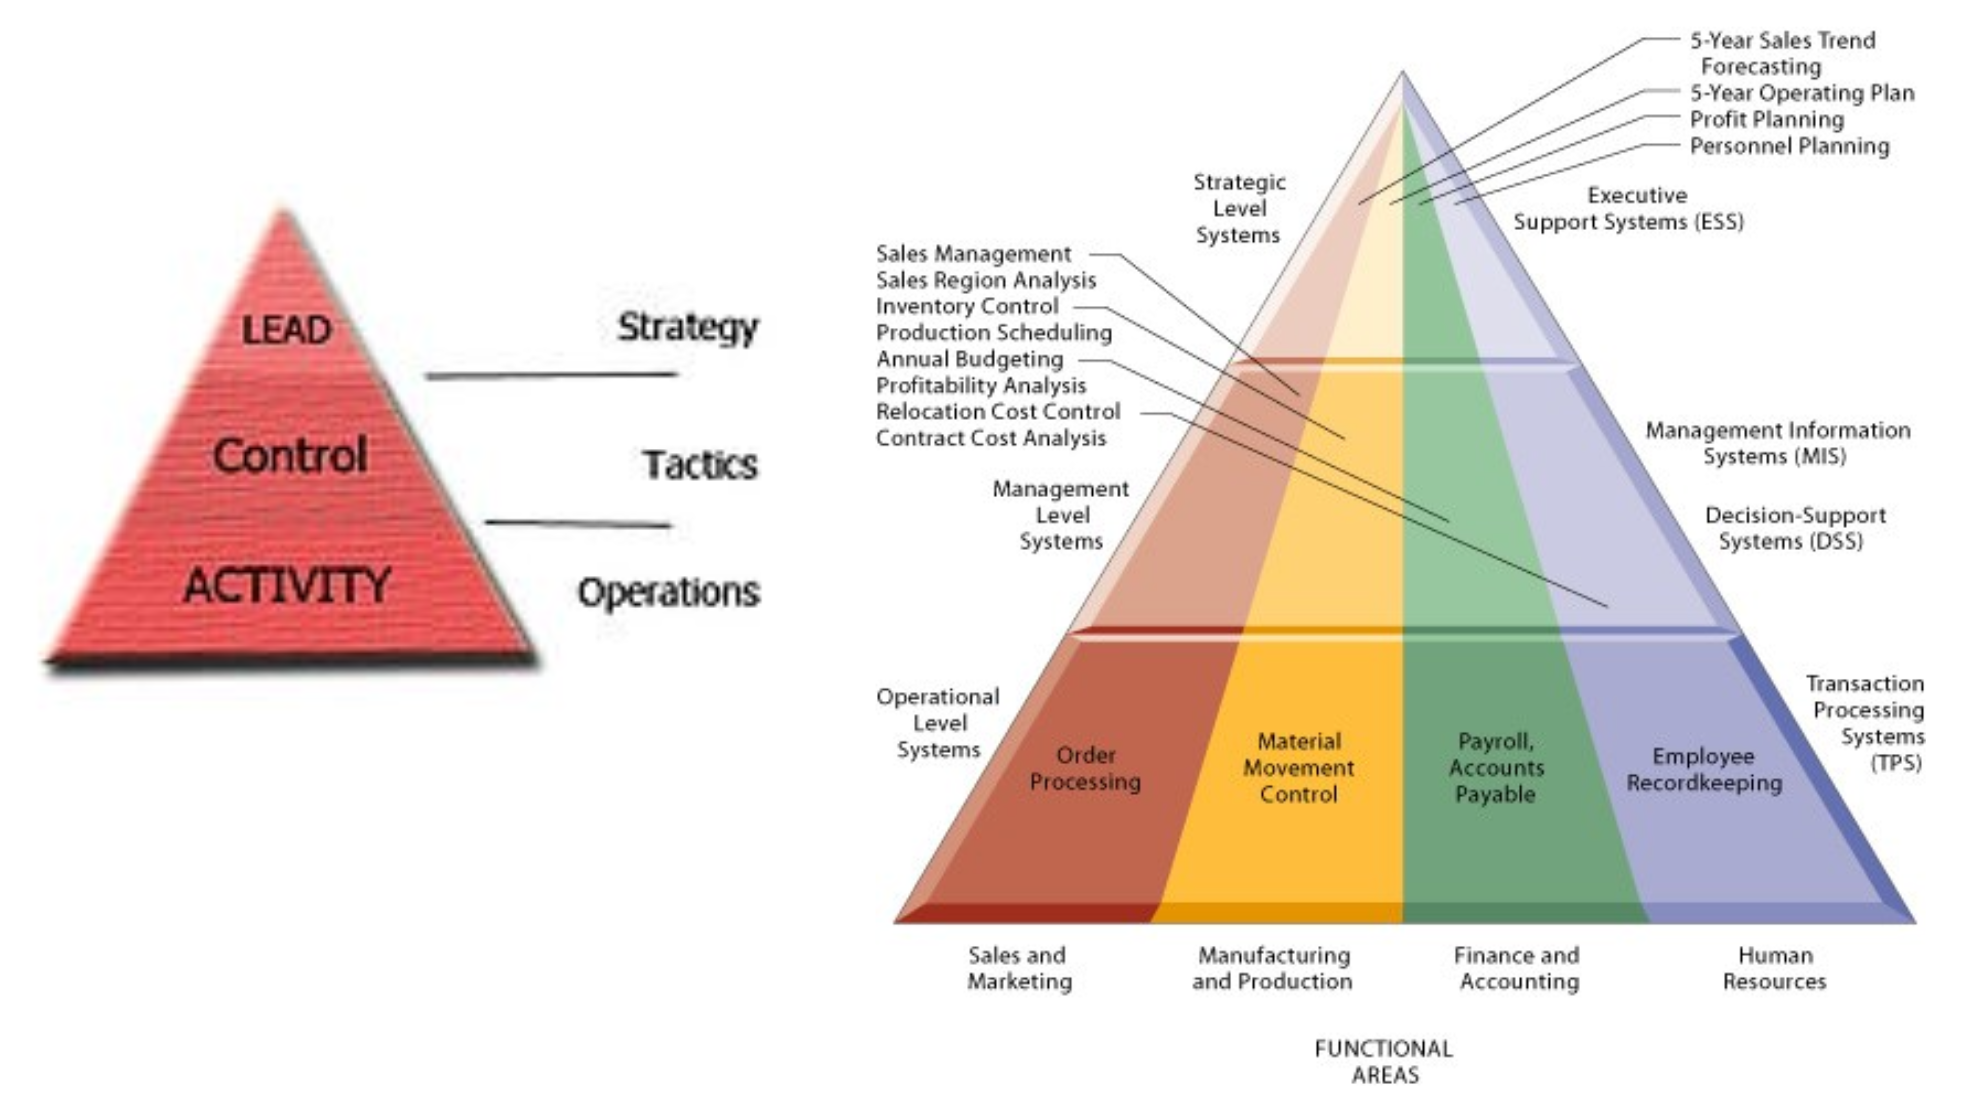 LEAD
Control
ACTIVITY
Strategy
Tactics
Operations
5-Year Sales Trend
Forecasting
5-Year Operating Plan
Profit Planning
Personnel Planning
Strategic
Level
Systems
Executive
Support Systems (ESS)
Sales Management
Sales Region Analysis
Inventory Control
Production Scheduling
Annual Budgeting
Profitability Analysis
Relocation Cost Control
Contract Cost Analysis
Management
Level
Systems
Management Information
Systems (MIS)
Decision-Support
Systems (DSS)
Operational
Level
Systems
Order
Processing
Material
Movement
Control
Payroll,
Accounts
Payable
Employee
Recordkeeping
Transaction
Processing
Systems
(TPS)
Sales and
Marketing
Manufacturing
and Production
Finance and
Accounting
Human
Resources
FUNCTIONAL
AREAS